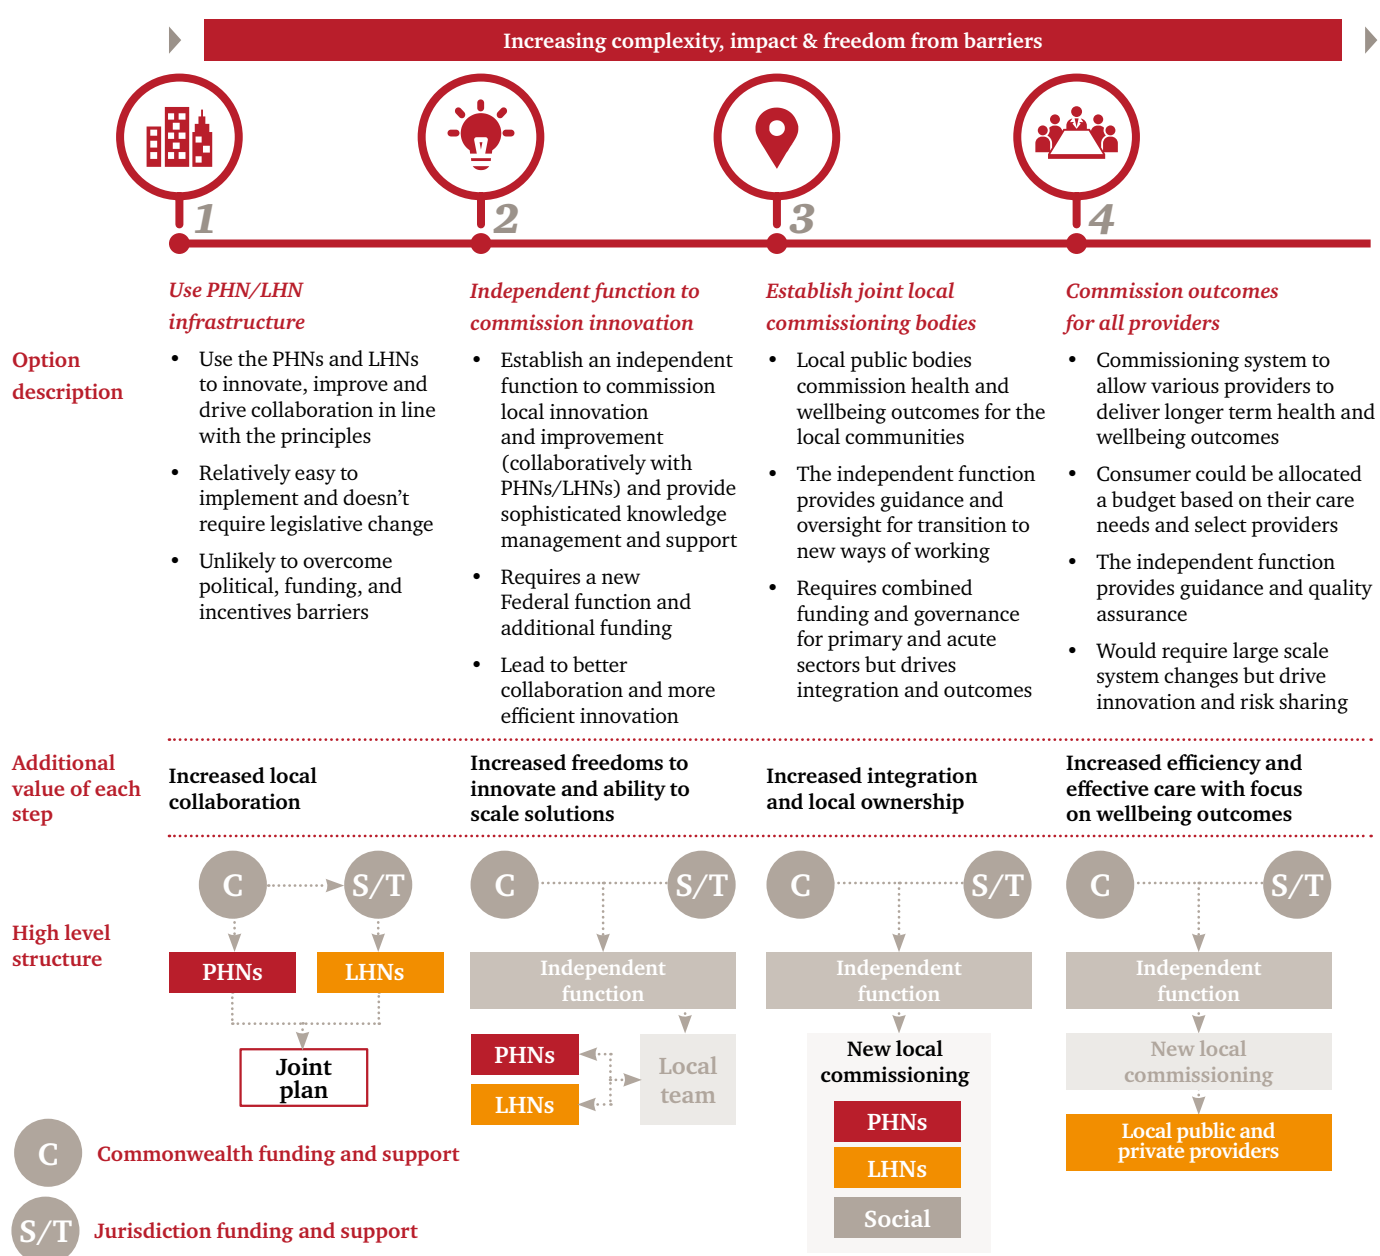 Increasing complexity, impact & freedom from barriers
1
2
3
4
Use PHN/LHN
infrastructure
Independent function to
commission innovation
Establish joint local
commissioning bodies
Commission outcomes
for all providers
Option
description
• Use the PHNs and LHNs
to innovate, improve and
drive collaboration in line
with the principles
• Relatively easy to
implement and doesn’t
require legislative change
• Unlikely to overcome
political, funding, and
incentives barriers
• Establish an independent
function to commission
local innovation
and improvement
(collaboratively with
PHNs/LHNs) and provide
sophisticated knowledge
management and support
• Requires a new
Federal function and
additional funding
• Lead to better
collaboration and more
efficient innovation
• Local public bodies
commission health and
wellbeing outcomes for the
local communities
• The independent function
provides guidance and
oversight for transition to
new ways of working
• Requires combined
funding and governance
for primary and acute
sectors but drives
integration and outcomes
• Commissioning system to
allow various providers to
deliver longer term health and
wellbeing outcomes
• Consumer could be allocated
a budget based on their care
needs and select providers
• The independent function
provides guidance and quality
assurance
• Would require large scale
system changes but drive
innovation and risk sharing
Additional
value of each
step
Increased local
collaboration
Increased freedoms to
innovate and ability to
scale solutions
Increased integration
and local ownership
Increased efficiency and
effective care with focus
on wellbeing outcomes
High level
structure
C
S/T
PHNs
LHNs
Joint
plan
C
S/T
Independent
function
PHNs
LHNs
Local
team
C
S/T
Independent
function
New local
commissioning
PHNs
LHNs
Social
C
S/T
Independent
function
New local
commissioning
Local public and
private providers
C
Commonwealth funding and support
S/T
Jurisdiction funding and support